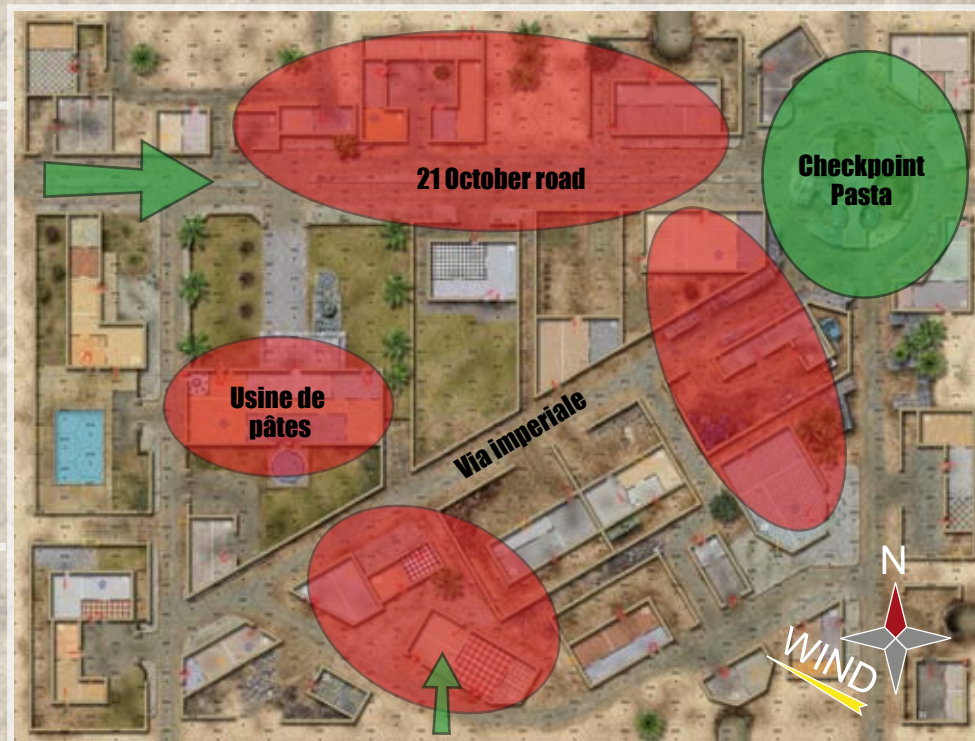 21 October road
Checkpoint
Pasta
Usine de
pâtes
Via imperiale
N
WIND